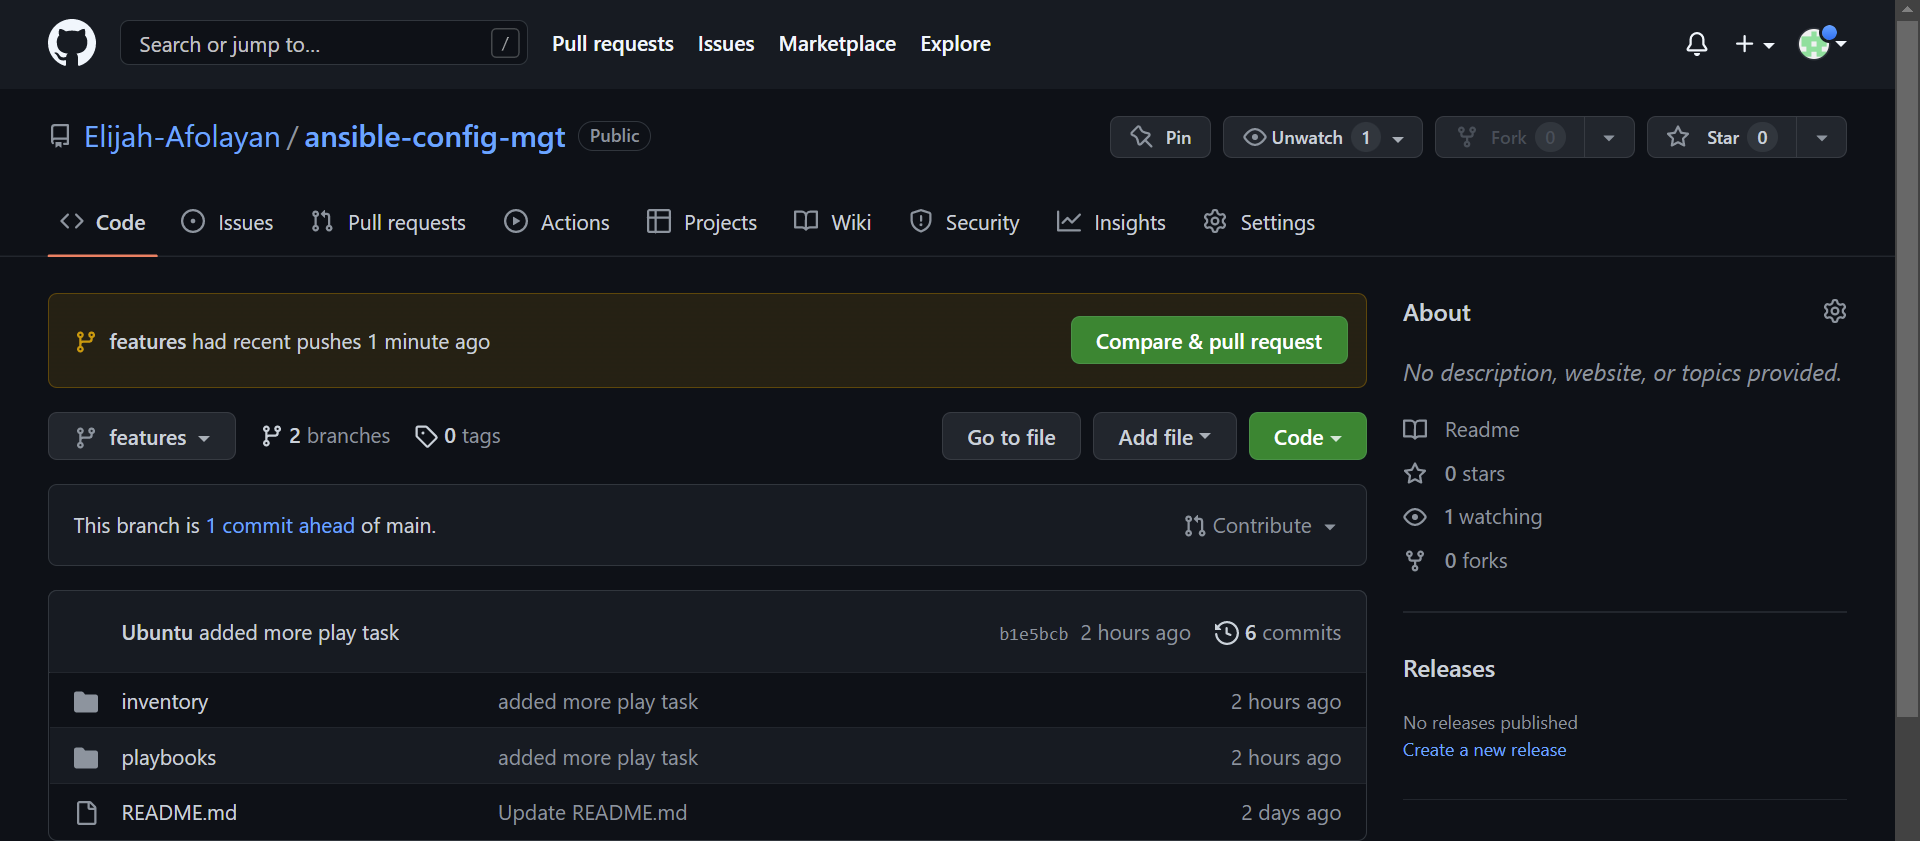 Search or jump to... /
Pull requests Issues Marketplace Explore
Elijah-Afolayan / ansible-config-mgt Public
Pin Unwatch 1 Fork 0 Star 0
Code Issues Pull requests Actions Projects Wiki Security Insights Settings
features had recent pushes 1 minute ago
Compare & pull request
features 2 branches 0 tags
Go to file Add file Code
This branch is 1 commit ahead of main.
Contribute
Ubuntu added more play task b1e5bcb 2 hours ago 6 commits
inventory added more play task 2 hours ago
playbooks added more play task 2 hours ago
README.md Update README.md 2 days ago
About
No description, website, or topics provided.
Readme
0 stars
1 watching
0 forks
Releases
No releases published
Create a new release